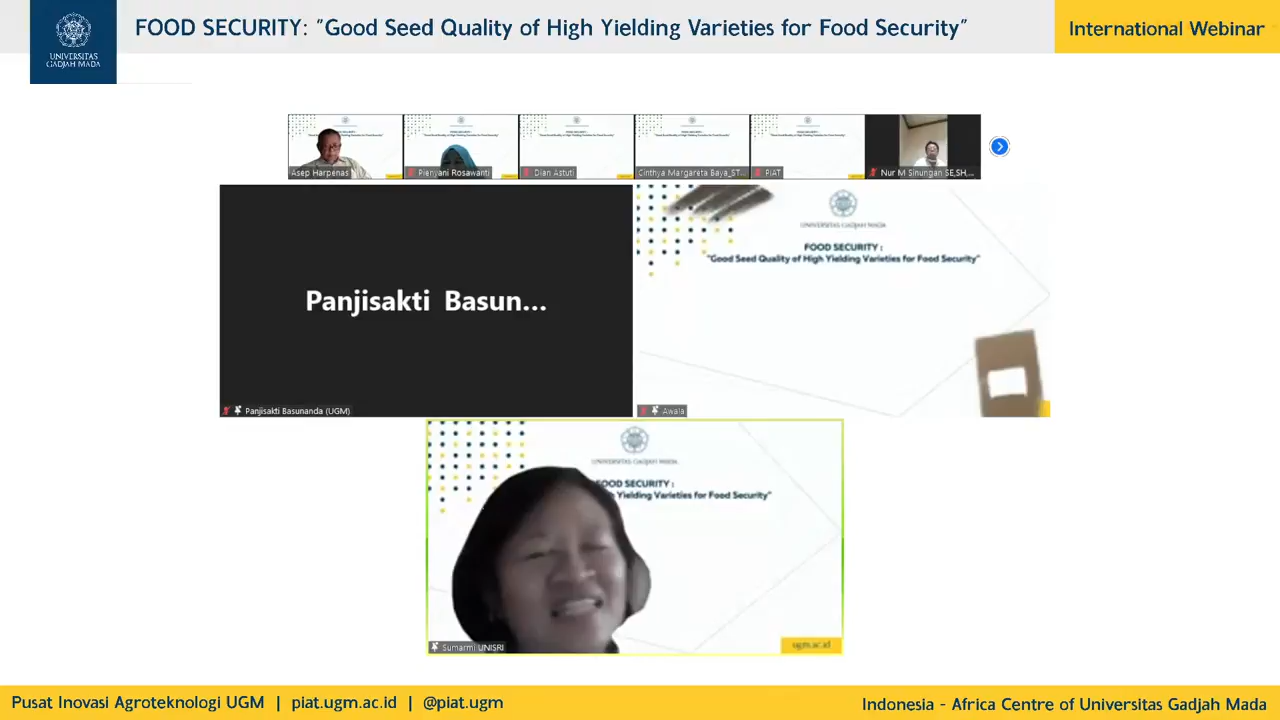 UNIVERSITAS
GADJAH MADA
FOOD SECURITY: "Good Seed Quality of High Yielding Varieties for Food Security"
International Webinar
Asep Harpenas
Pienyani Rosawanti
Dian Astuti
Cinthya Margareta Baya_ST...
PIAT
Nur M Sinungan SE,SH,...
Panjisakti Basun...
Panjisakti Basunanda (UGM)
UNIVERSITAS GADJAH MADA
FOOD SECURITY :
"Good Seed Quality of High Yielding Varieties for Food Security"
Awala
UNIVERSITAS GADJAH MADA
FOOD SECURITY :
Yielding Varieties for Food Security"
Sumarmi UNISRI
ugm.ac.id
Pusat Inovasi Agroteknologi UGM | piat.ugm.ac.id | @piat.ugm
Indonesia - Africa Centre of Universitas Gadjah Mada